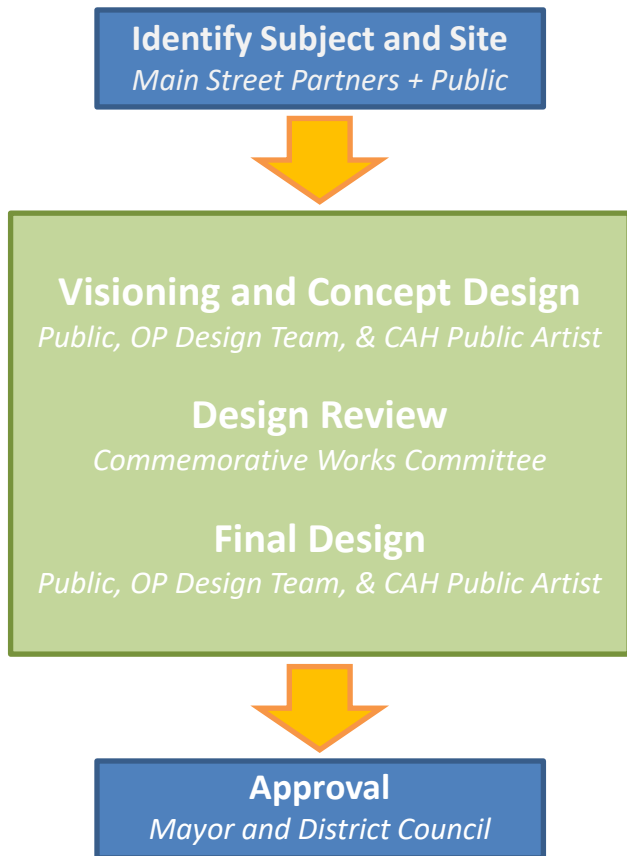 Identify Subject and Site
Main Street Partners + Public
Visioning and Concept Design
Public, OP Design Team, & CAH Public Artist
Design Review
Commemorative Works Committee
Final Design
Public, OP Design Team, & CAH Public Artist
Approval
Mayor and District Council